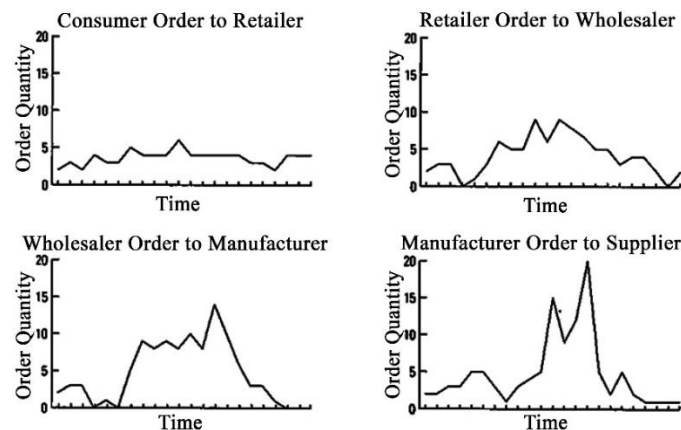 Consumer Order to Retailer
20
15
10
5
0
Order Quantity
Time
Retailer Order to Wholesaler
20
15
10
5
0
Order Quantity
Time
Wholesaler Order to Manufacturer
20
15
10
5
0
Order Quantity
Time
Manufacturer Order to Supplier
20
15
10
5
0
Order Quantity
Time